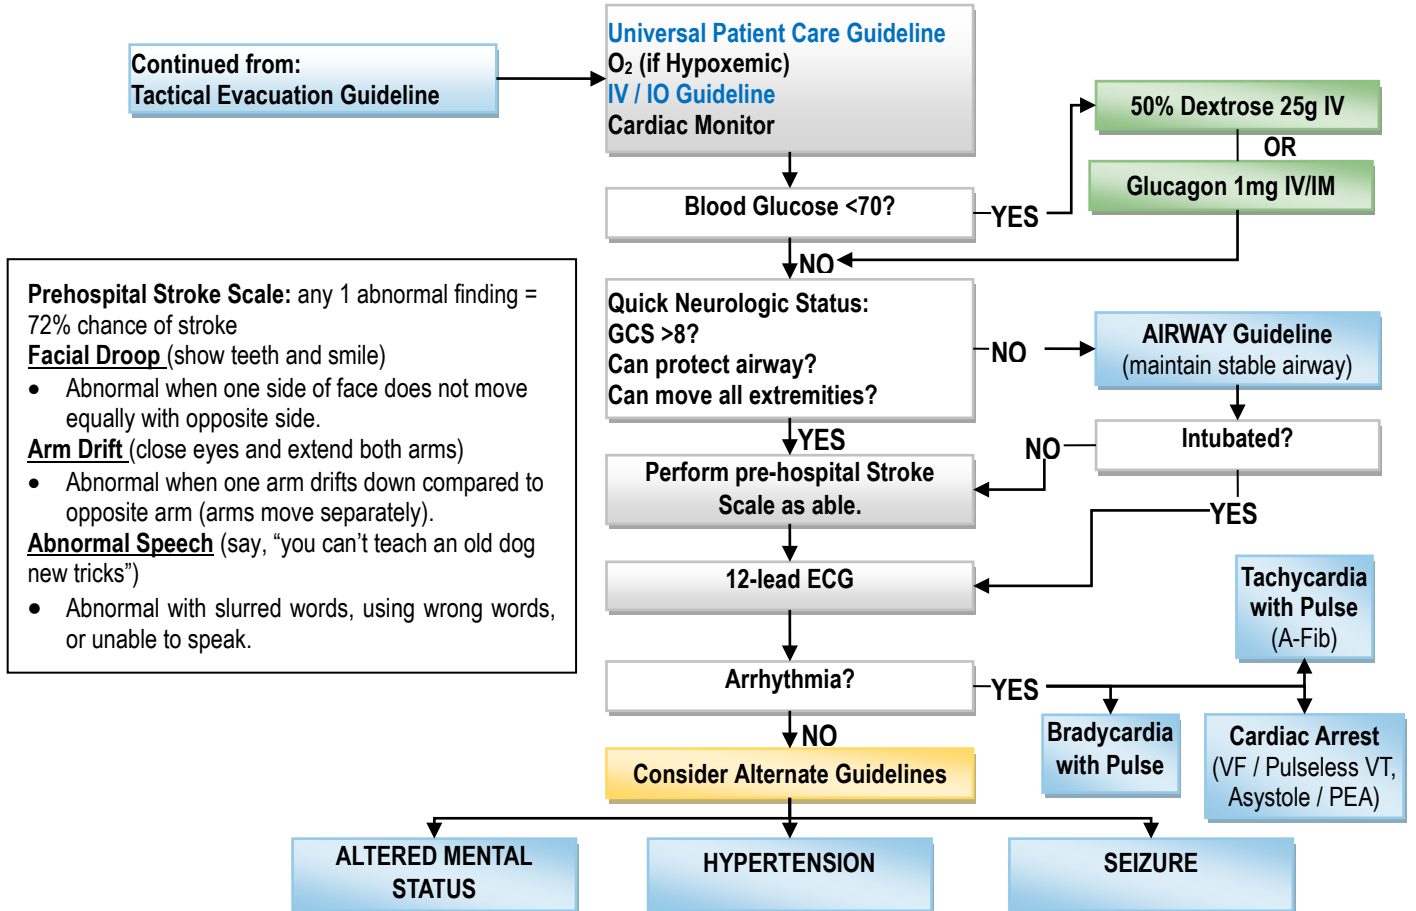 Continued from:
Tactical Evacuation Guideline
Universal Patient Care Guideline
O₂ (if Hypoxemic)
IV / IO Guideline
Cardiac Monitor
50% Dextrose 25g IV
OR
Glucagon 1mg IV/IM
Blood Glucose <70?
YES
NO
Prehospital Stroke Scale: any 1 abnormal finding =
72% chance of stroke
Facial Droop (show teeth and smile)
• Abnormal when one side of face does not move
equally with opposite side.
Arm Drift (close eyes and extend both arms)
• Abnormal when one arm drifts down compared to
opposite arm (arms move separately).
Abnormal Speech (say, “you can’t teach an old dog
new tricks”)
• Abnormal with slurred words, using wrong words,
or unable to speak.
Quick Neurologic Status:
GCS >8?
Can protect airway?
Can move all extremities?
NO
AIRWAY Guideline
(maintain stable airway)
YES
Intubated?
NO
YES
Perform pre-hospital Stroke
Scale as able.
12-lead ECG
Arrhythmia?
YES
Tachycardia
with Pulse
(A-Fib)
Bradycardia
with Pulse
Cardiac Arrest
(VF / Pulseless VT,
Asystole / PEA)
NO
Consider Alternate Guidelines
ALTERED MENTAL
STATUS
HYPERTENSION
SEIZURE